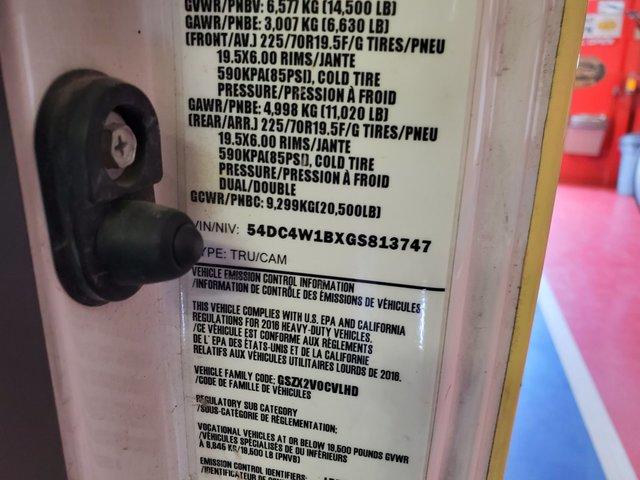 GVWR/PNBV: 6,577 KG (14,500 LB)
GAWR/PNBE: 3,007 KG (6,630 LB)
(FRONT/AV.) 225/70R19.5F/G TIRES/PNEU
19.5X6.00 RIMS/JANTE
590KPA(85PSI), COLD TIRE
PRESSURE/PRESSION À FROID
GAWR/PNBE: 4,998 KG (11,020 LB)
(REAR/ARR.) 225/70R19.5F/G TIRES/PNEU
19.5X6.00 RIMS/JANTE
590KPA(85PSI), COLD TIRE
PRESSURE/PRESSION À FROID
DUAL/DOUBLE
GCWR/PNBC: 9,299KG(20,500LB)
VIN/NIV: 54DC4W1BXGS813747
TYPE: TRU/CAM
VEHICLE EMISSION CONTROL INFORMATION
/INFORMATION DE CONTRÔLE DES ÉMISSIONS DE VÉHICULES
THIS VEHICLE COMPLIES WITH U.S. EPA AND CALIFORNIA
REGULATIONS FOR 2016 HEAVY-DUTY VEHICLES.
/CE VÉHICULE EST CONFORME AUX RÈGLEMENTS
DE L' EPA DES ÉTATS-UNIS ET DE LA CALIFORNIE
RELATIFS AUX VÉHICULES UTILITAIRES LOURDS DE 2016.
VEHICLE FAMILY CODE: GSZX2VOCVLHD
/CODE DE FAMILLE DE VÉHICULES
REGULATORY SUB CATEGORY
/SOUS-CATÉGORIE DE RÉGLEMENTATION:
VOCATIONAL VEHICLES AT OR BELOW 19,500 POUNDS GVWR
/VÉHICULES SPÉCIALISÉS DE OU INFÉRIEURS
À 8,845 KG/19,500 LB (PNVB)
EMISSION CONTROL IDENTIFIERS:
/IDENTIFICATEUR DE